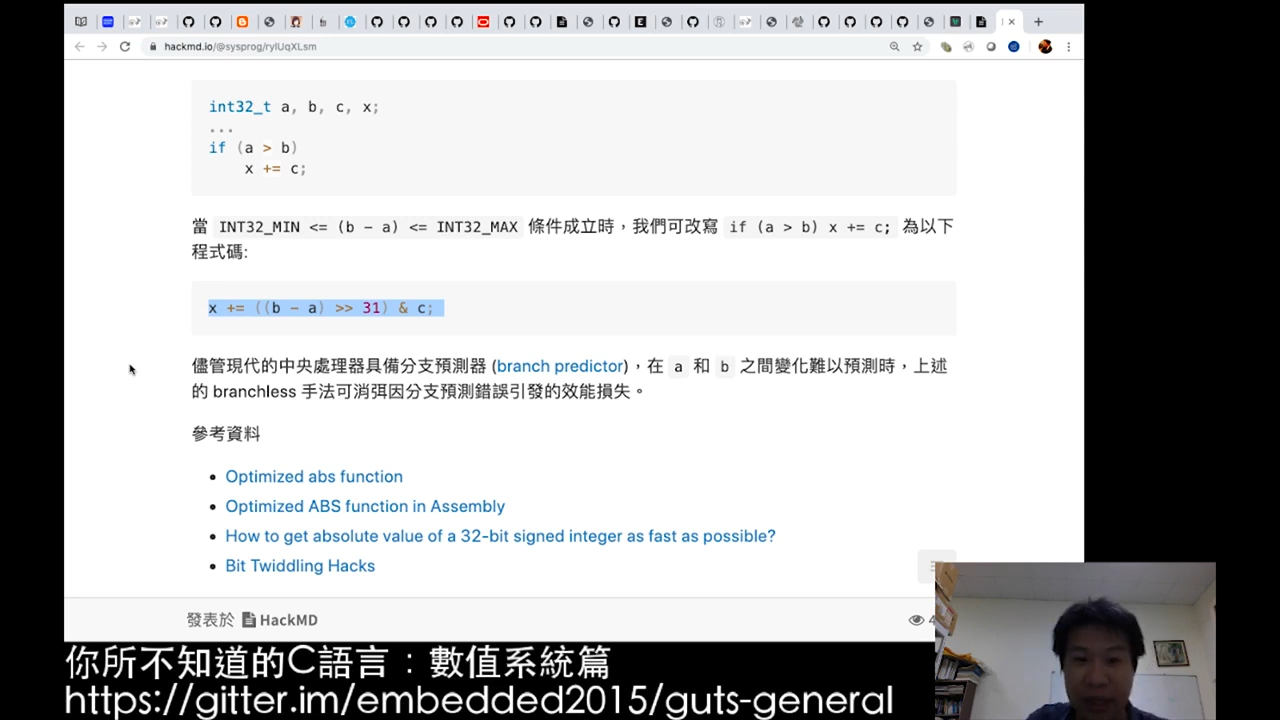 hackmd.io/@sysprog/rylUqXLsm
int32_t a, b, c, x;
...
if (a > b)
x += c;
當 INT32_MIN <= (b - a) <= INT32_MAX 條件成立時，我們可改寫 if (a > b) x += c; 為以下
程式碼:
x += ((b - a) >> 31) & c;
儘管現代的中央處理器具備分支預測器 (branch predictor)，在 a 和 b 之間變化難以預測時，上述
的 branchless 手法可消弭因分支預測錯誤引發的效能損失。
參考資料
Optimized abs function
Optimized ABS function in Assembly
How to get absolute value of a 32-bit signed integer as fast as possible?
Bit Twiddling Hacks
發表於 HackMD
你所不知道的C語言：數值系統篇
https://gitter.im/embedded2015/guts-general